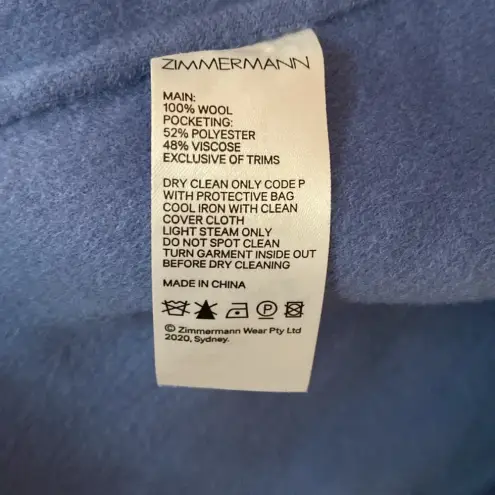 ZIMMERMANN
MAIN:
100% WOOL
POCKETING:
52% POLYESTER
48% VISCOSE
EXCLUSIVE OF TRIMS
DRY CLEAN ONLY CODE P
WITH PROTECTIVE BAG
COOL IRON WITH CLEAN
COVER CLOTH
LIGHT STEAM ONLY
DO NOT SPOT CLEAN
TURN GARMENT INSIDE OUT
BEFORE DRY CLEANING
MADE IN CHINA
P
© Zimmermann Wear Pty Ltd
2020, Sydney.